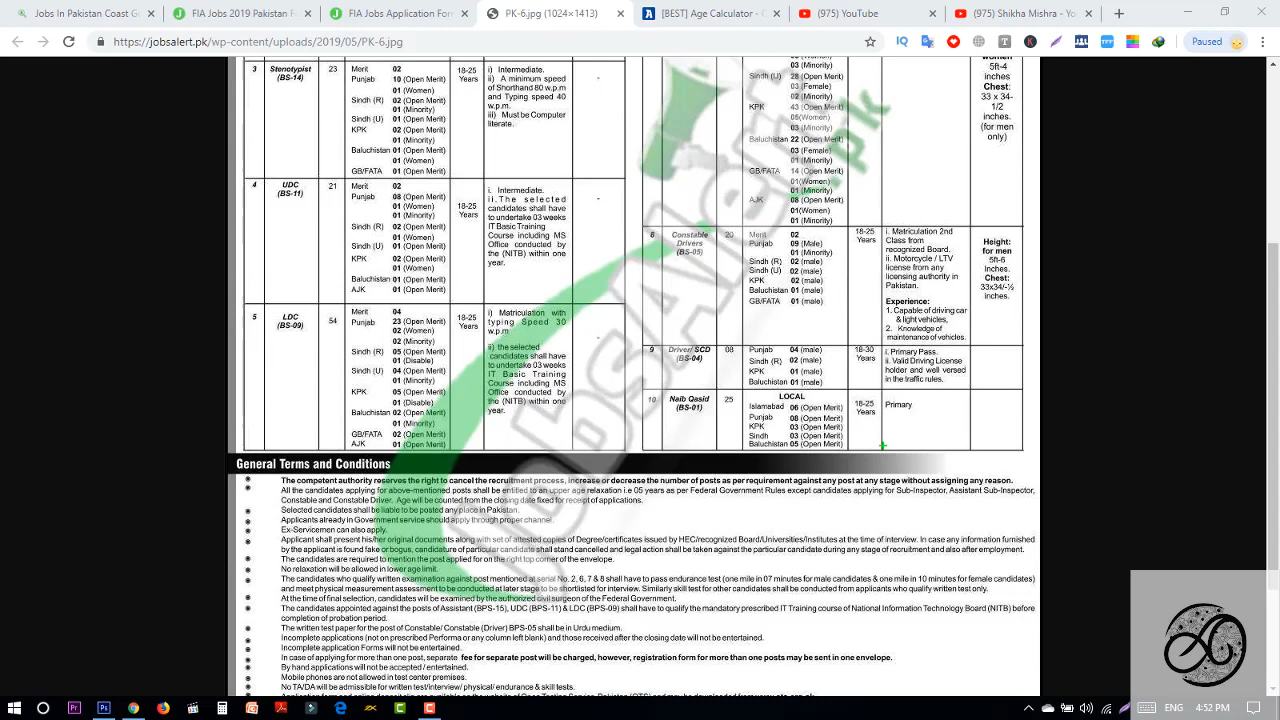 Jobs In Pakistan Get
FIA Jobs 2019 Pakistan For
FIA Application Form
PK-6.jpg (1024×1413)
[BEST] Age Calculator - C
(975) YouTube
(975) Shikha Mishra - Yo
https://jobsalert.pk/wp-content/uploads/2019/05/PK-6.jpg
Paused
3 Stenotypist (BS-14) 23
Merit 02
Punjab 10 (Open Merit)
01 (Women)
Sindh (R) 02 (Open Merit)
01 (Minority)
Sindh (U) 01 (Open Merit)
KPK 02 (Open Merit)
01 (Minority)
Baluchistan 01 (Open Merit)
01 (Women)
GB/FATA 01 (Open Merit)
18-25 Years
i) Intermediate.
ii) A minimum speed
of Shorthand 80 w.p.m
and Typing speed 40
w.p.m.
iii) Must be Computer
literate.
-
4 UDC (BS-11) 21
Merit 02
Punjab 08 (Open Merit)
01 (Women)
01 (Minority)
Sindh (R) 02 (Open Merit)
01 (Women)
Sindh (U) 01 (Open Merit)
KPK 02 (Open Merit)
01 (Women)
Baluchistan 01 (Open Merit)
AJK 01 (Open Merit)
18-25 Years
i. Intermediate.
ii. The selected
candidates shall have
to undertake 03 weeks
IT Basic Training
Course including MS
Office conducted by
the (NITB) within one
year.
-
5 LDC (BS-09) 54
Merit 04
Punjab 23 (Open Merit)
02 (Women)
02 (Minority)
Sindh (R) 05 (Open Merit)
01 (Disable)
Sindh (U) 04 (Open Merit)
01 (Minority)
KPK 05 (Open Merit)
01 (Disable)
Baluchistan 02 (Open Merit)
01 (Minority)
GB/FATA 02 (Open Merit)
AJK 01 (Open Merit)
18-25 Years
i) Matriculation with
typing Speed 30
w.p.m
ii) the selected
candidates shall have
to undertake 03 weeks
IT Basic Training
Course including MS
Office conducted by
the (NITB) within one
year.
-
03 (Women)
03 (Minority)
Sindh (U) 28 (Open Merit)
03 (Female)
02 (Minority)
KPK 43 (Open Merit)
05(Women)
03 (Minority)
Baluchistan 22 (Open Merit)
03 (Female)
01 (Minority)
GB/FATA 14 (Open Merit)
01(Women)
01 (Minority)
AJK 08 (Open Merit)
01(Women)
01 (Minority)
women
5ft-4
inches
Chest:
33 x 34-
1/2
inches.
(for men
only)
8 Constable Drivers (BS-05) 20
Merit 02
Punjab 09 (Male)
01 (Minority)
Sindh (R) 02 (male)
Sindh (U) 02 (male)
KPK 02 (male)
Baluchistan 01 (male)
GB/FATA 01 (male)
18-25 Years
i. Matriculation 2nd
Class from
recognized Board.
ii. Motorcycle / LTV
license from any
licensing authority in
Pakistan.
Experience:
1. Capable of driving car
& light vehicles,
2. Knowledge of
maintenance of vehicles.
Height:
for men
5ft-6
Inches.
Chest:
33x34/-½
inches.
9 Driver/ SCD (BS-04) 08
Punjab 04 (male)
Sindh (R) 02 (male)
KPK 01 (male)
Baluchistan 01 (male)
18-30 Years
i. Primary Pass.
ii. Valid Driving License
holder and well versed
in the traffic rules.
10 Naib Qasid (BS-01) 25
LOCAL
Islamabad 06 (Open Merit)
Punjab 08 (Open Merit)
KPK 03 (Open Merit)
Sindh 03 (Open Merit)
Baluchistan 05 (Open Merit)
18-25 Years
Primary
JobsAlert.pk
General Terms and Conditions
The competent authority reserves the right to cancel the recruitment process, increase or decrease the number of posts as per requirement against any post at any stage without assigning any reason.
All the candidates applying for above-mentioned posts shall be entitled to an upper age relaxation i.e 05 years as per Federal Government Rules except candidates applying for Sub-Inspector, Assistant Sub-Inspector,
Constable and Constable Driver. Age will be counted from the closing date fixed for receipt of applications.
Selected candidates shall be liable to be posted any place in Pakistan.
Applicants already in Government service should apply through proper channel.
Ex-Servicemen can also apply.
Applicant shall present his/her original documents along with set of attested copies of Degree/certificates issued by HEC/recognized Board/Universities/Institutes at the time of interview. In case any information furnished
by the applicant is found fake or bogus, candidature of particular candidate shall stand cancelled and legal action shall be taken against the particular candidate during any stage of recruitment and also after employment.
The candidates are required to mention the post applied for on the right top corner of the envelope.
No relaxation will be allowed in lower age limit.
The candidates who qualify written examination against post mentioned at serial No. 2, 6, 7 & 8 shall have to pass endurance test (one mile in 07 minutes for male candidates & one mile in 10 minutes for female candidates)
and meet physical measurement assessment to be conducted at later stage to be shortlisted for interview. Similarly skill test for other candidates shall be conducted from applicants who qualify written test only.
At the time of final selection, candidates will be examined by the authorized civil surgeon of the Federal Government.
The candidates appointed against the posts of Assistant (BPS-15), UDC (BPS-11) & LDC (BPS-09) shall have to qualify the mandatory prescribed IT Training course of National Information Technology Board (NITB) before
completion of probation period.
The written test paper for the post of Constable/ Constable (Driver) BPS-05 shall be in Urdu medium.
Incomplete applications (not on prescribed Performa or any column left blank) and those received after the closing date will not be entertained.
Incomplete application Forms will not be entertained.
In case of applying for more than one post, separate fee for separate post will be charged, however, registration form for more than one posts may be sent in one envelope.
By hand applications will not be accepted / entertained.
Mobile phones are not allowed in test center premises.
No TA/DA will be admissible for written test/interview/ physical/ endurance & skill tests.
ENG
4:52 PM